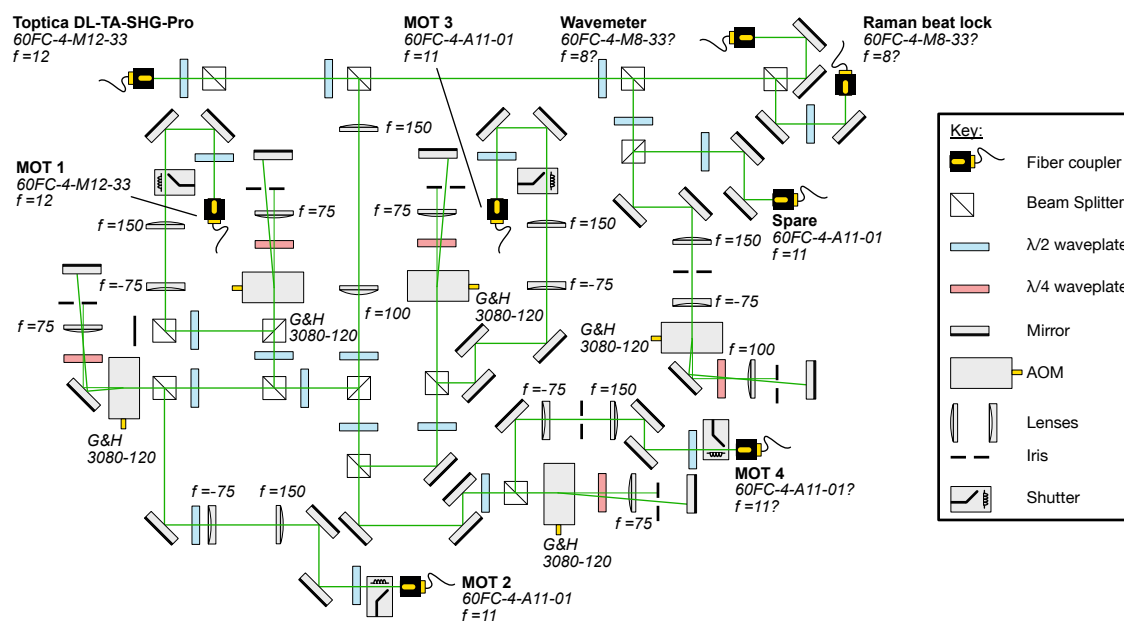 Toptica DL-TA-SHG-Pro
60FC-4-M12-33
f =12
MOT 3
60FC-4-A11-01
f =11
Wavemeter
60FC-4-M8-33?
f =8?
Raman beat lock
60FC-4-M8-33?
f =8?
f =150
MOT 1
60FC-4-M12-33
f =12
f =150
f =75
f =75
f =150
f =150
Spare
60FC-4-A11-01
f =11
f =-75
f =100
f =-75
f =-75
f =75
G&H
3080-120
G&H
3080-120
G&H
3080-120
f =100
G&H
3080-120
f =-75
f =150
MOT 4
60FC-4-A11-01?
f =11?
f =-75
f =150
f =75
G&H
3080-120
MOT 2
60FC-4-A11-01
f =11
Key:
Fiber coupler
Beam Splitter
λ/2 waveplate
λ/4 waveplate
Mirror
AOM
Lenses
Iris
Shutter